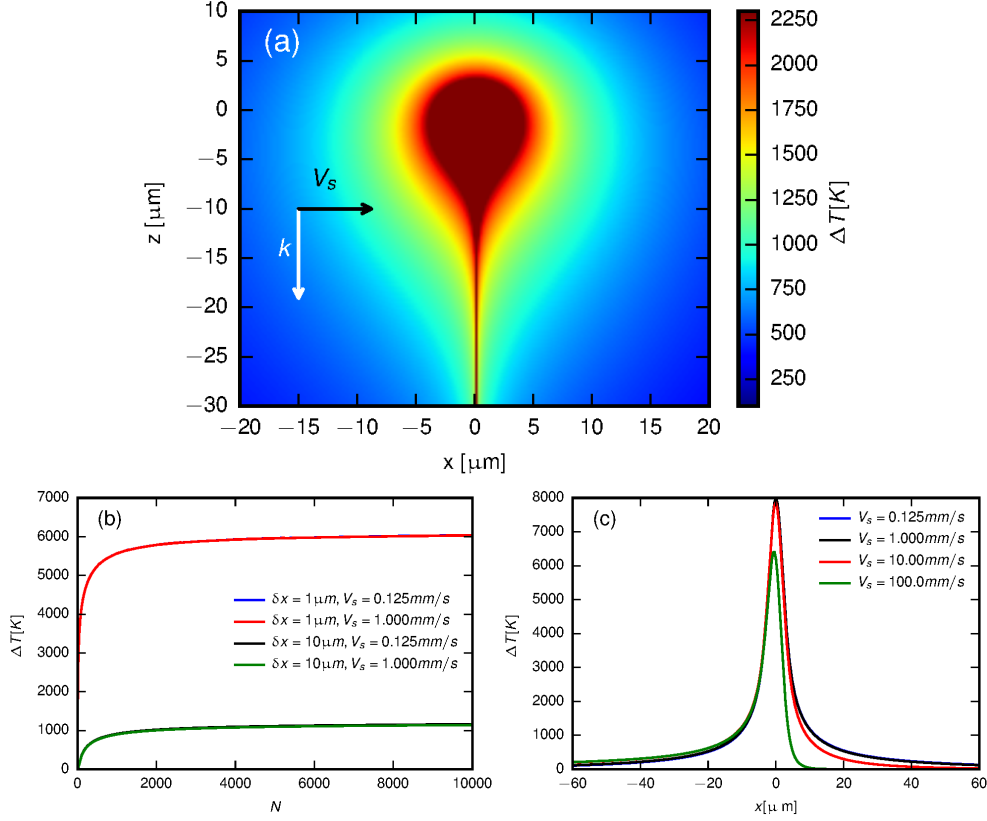 (a)
10
5
0
−5
−10
−15
−20
−25
−30
z [μm]
V_s
k
−20 −15 −10 −5 0 5 10 15 20
x [μm]
2250
2000
1750
1500
1250
1000
750
500
250
ΔT[K]
(b)
7000
6000
5000
4000
3000
2000
1000
0
ΔT[K]
δx = 1μm, V_s = 0.125mm/s
δx = 1μm, V_s = 1.000mm/s
δx = 10μm, V_s = 0.125mm/s
δx = 10μm, V_s = 1.000mm/s
0 2000 4000 6000 8000 10000
N
(c)
8000
7000
6000
5000
4000
3000
2000
1000
0
ΔT[K]
V_s = 0.125mm/s
V_s = 1.000mm/s
V_s = 10.00mm/s
V_s = 100.0mm/s
−60 −40 −20 0 20 40 60
x[μ m]